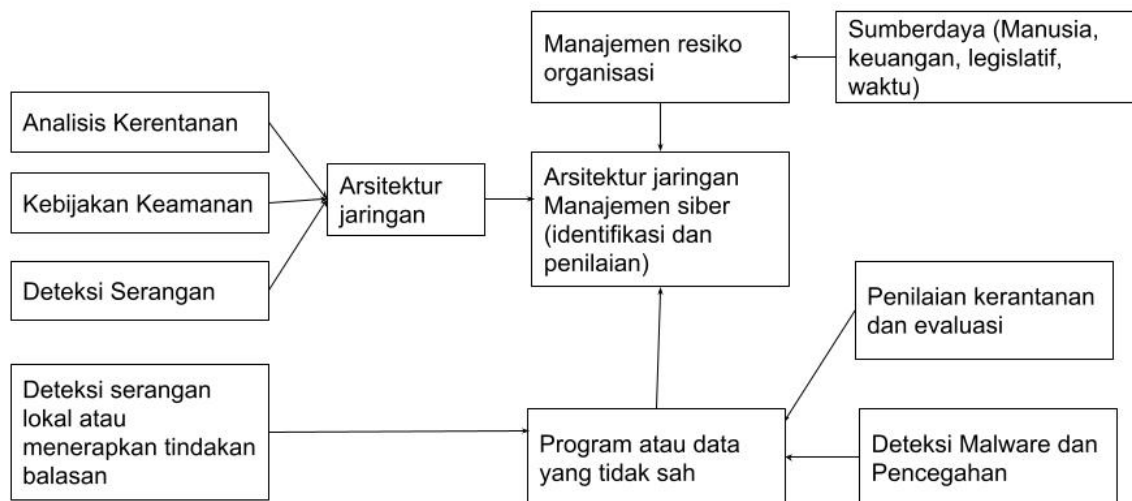 Manajemen resiko
organisasi
Sumberdaya (Manusia,
keuangan, legislatif,
waktu)
Analisis Kerentanan
Kebijakan Keamanan
Deteksi Serangan
Arsitektur
jaringan
Arsitektur jaringan
Manajemen siber
(identifikasi dan
penilaian)
Penilaian kerantanan
dan evaluasi
Deteksi serangan
lokal atau
menerapkan tindakan
balasan
Program atau data
yang tidak sah
Deteksi Malware dan
Pencegahan